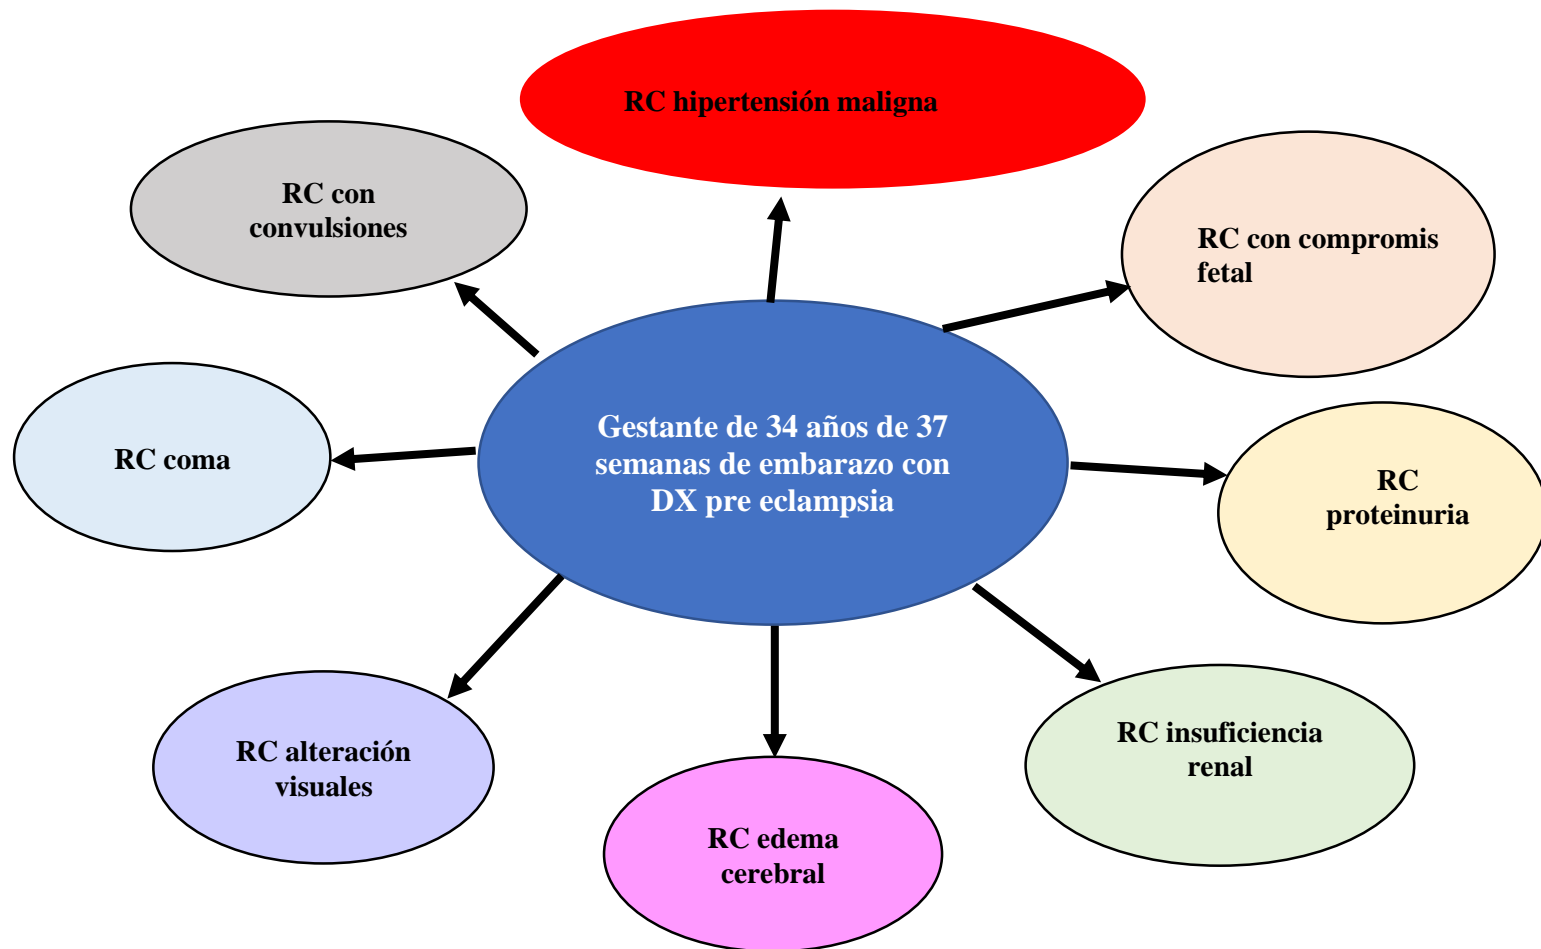 RC hipertensión maligna
RC con
convulsiones
RC con compromis
fetal
RC coma
Gestante de 34 años de 37
semanas de embarazo con
DX pre eclampsia
RC
proteinuria
RC alteración
visuales
RC insuficiencia
renal
RC edema
cerebral